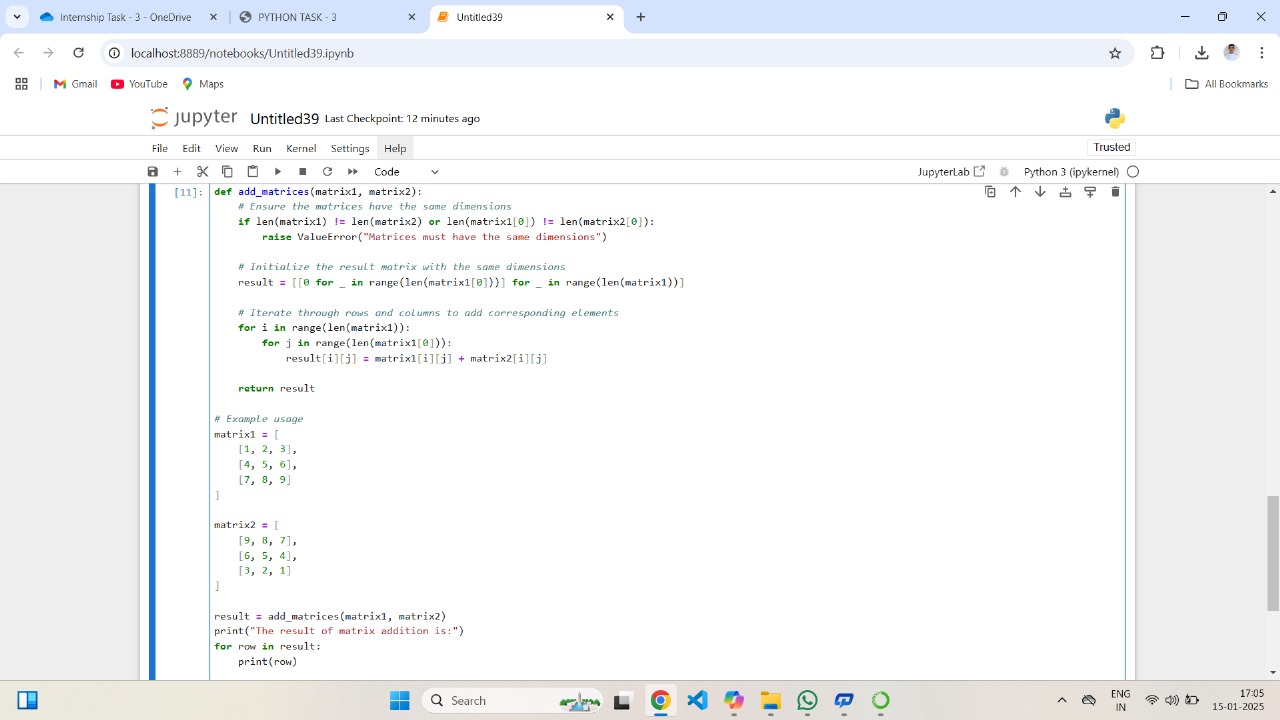 Internship Task - 3 - OneDrive
PYTHON TASK - 3
Untitled39
localhost:8889/notebooks/Untitled39.ipynb
Gmail
YouTube
Maps
All Bookmarks
jupyter
Untitled39
Last Checkpoint: 12 minutes ago
File
Edit
View
Run
Kernel
Settings
Help
Trusted
Code
JupyterLab
Python 3 (ipykernel)
[11]:
def add_matrices(matrix1, matrix2):
    # Ensure the matrices have the same dimensions
    if len(matrix1) != len(matrix2) or len(matrix1[0]) != len(matrix2[0]):
        raise ValueError("Matrices must have the same dimensions")
    # Initialize the result matrix with the same dimensions
    result = [[0 for _ in range(len(matrix1[0]))] for _ in range(len(matrix1))]
    # Iterate through rows and columns to add corresponding elements
    for i in range(len(matrix1)):
        for j in range(len(matrix1[0])):
            result[i][j] = matrix1[i][j] + matrix2[i][j]
    return result
# Example usage
matrix1 = [
    [1, 2, 3],
    [4, 5, 6],
    [7, 8, 9]
]
matrix2 = [
    [9, 8, 7],
    [6, 5, 4],
    [3, 2, 1]
]
result = add_matrices(matrix1, matrix2)
print("The result of matrix addition is:")
for row in result:
    print(row)
Search
ENG
IN
17:05
15-01-2025